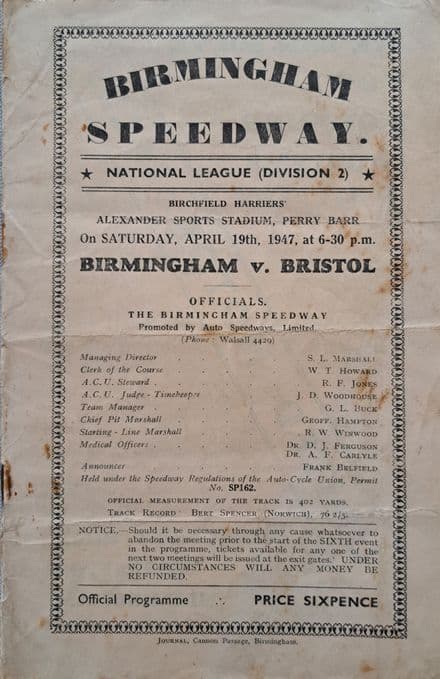 BIRMINGHAM
SPEEDWAY.
★ NATIONAL LEAGUE (DIVISION 2) ★
BIRCHFIELD HARRIERS'
ALEXANDER SPORTS STADIUM, PERRY BARR
On SATURDAY, APRIL 19th, 1947, at 6-30 p.m.
BIRMINGHAM v. BRISTOL
OFFICIALS.
THE BIRMINGHAM SPEEDWAY
Promoted by Auto Speedways, Limited.
(Phone: Walsall 4429)
Managing Director . . . . S. L. MARSHALL
Clerk of the Course . . . . W T. HOWARD
A.C.U. Steward . . . . . R. F. JONES
A.C.U. Judge - Timekeeper . . . . J. D. WOODHOUSE
Team Manager . . . . . G. L. BUCK
Chief Pit Marshall . . . . GEOFF. HAMPTON
Starting - Line Marshall . . . . R. W. WINWOOD
Medical Officers . . . . . DR. D. J. FERGUSON
DR. A. F. CARLYLE
Announcer . . . . FRANK BELFIELD
Held under the Speedway Regulations of the Auto-Cycle Union, Permit
No. SP162.
OFFICIAL MEASUREMENT OF THE TRACK IS 402 YARDS.
TRACK RECORD: BERT SPENCER (NORWICH), 76 2/5.
NOTICE.—Should it be necessary through any cause whatsoever to
abandon the meeting prior to the start of the SIXTH event
in the programme, tickets available for any one of the
next two meetings will be issued at the exit gates. UNDER
NO CIRCUMSTANCES WILL ANY MONEY BE
REFUNDED.
Official Programme ∴ PRICE SIXPENCE
JOURNAL, Cannon Passage, Birmingham.